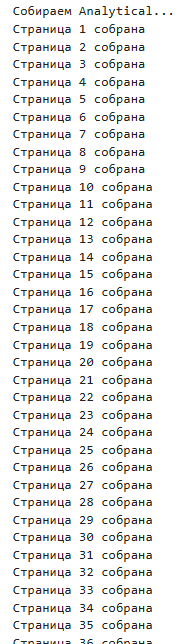 Собираем Analytical...
Страница 1 собрана
Страница 2 собрана
Страница 3 собрана
Страница 4 собрана
Страница 5 собрана
Страница 6 собрана
Страница 7 собрана
Страница 8 собрана
Страница 9 собрана
Страница 10 собрана
Страница 11 собрана
Страница 12 собрана
Страница 13 собрана
Страница 14 собрана
Страница 15 собрана
Страница 16 собрана
Страница 17 собрана
Страница 18 собрана
Страница 19 собрана
Страница 20 собрана
Страница 21 собрана
Страница 22 собрана
Страница 23 собрана
Страница 24 собрана
Страница 25 собрана
Страница 26 собрана
Страница 27 собрана
Страница 28 собрана
Страница 29 собрана
Страница 30 собрана
Страница 31 собрана
Страница 32 собрана
Страница 33 собрана
Страница 34 собрана
Страница 35 собрана
Страница 36 собрана